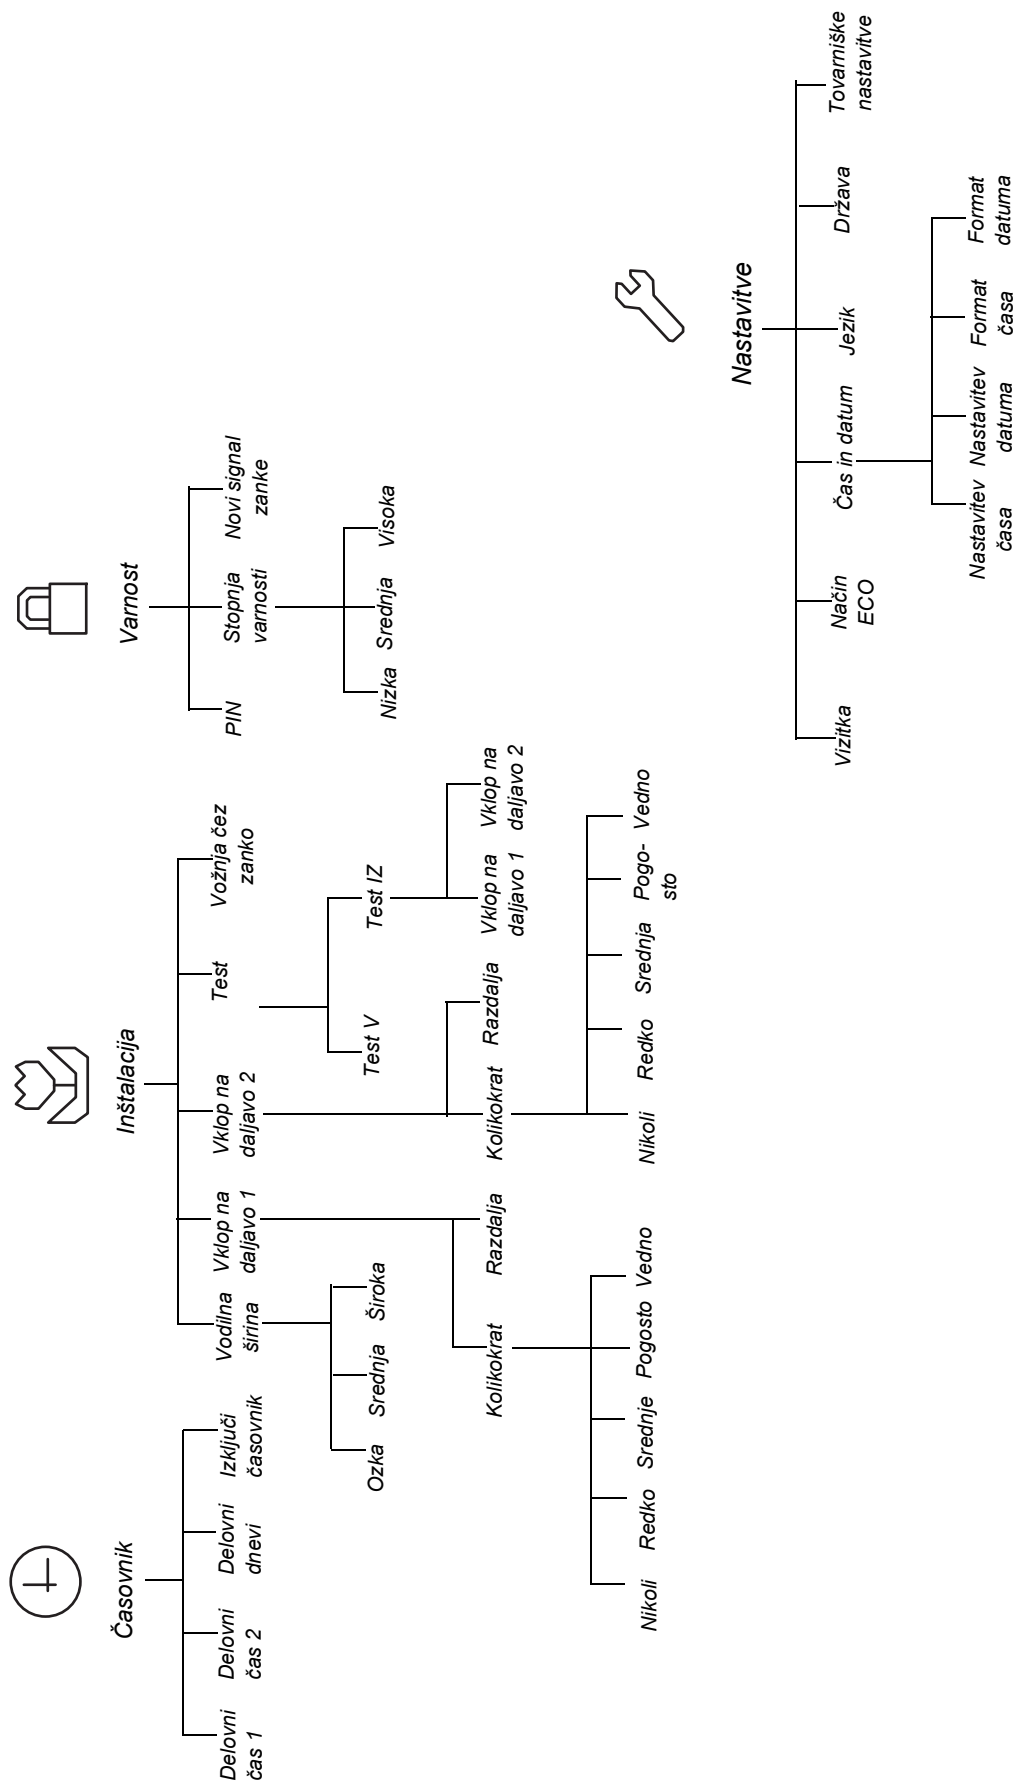 Časovnik
Delovni
čas 1
Delovni
čas 2
Delovni
dnevi
Izključi
časovnik
Inštalacija
Vodilna
širina
Vklop na
daljavo 1
Vklop na
daljavo 2
Test
Vožnja čez
zanko
Ozka
Srednja
Široka
Test V
Test IZ
Kolikokrat
Razdalja
Kolikokrat
Razdalja
Vklop na
daljavo 1
Vklop na
daljavo 2
Nikoli
Redko
Srednje
Pogosto
Vedno
Nikoli
Redko
Srednja
Pogo-
sto
Vedno
Varnost
PIN
Stopnja
varnosti
Novi signal
zanke
Nizka
Srednja
Visoka
Nastavitve
Vizitka
Način
ECO
Čas in datum
Jezik
Država
Tovarniške
nastavitve
Nastavitev
časa
Nastavitev
datuma
Format
časa
Format
datuma